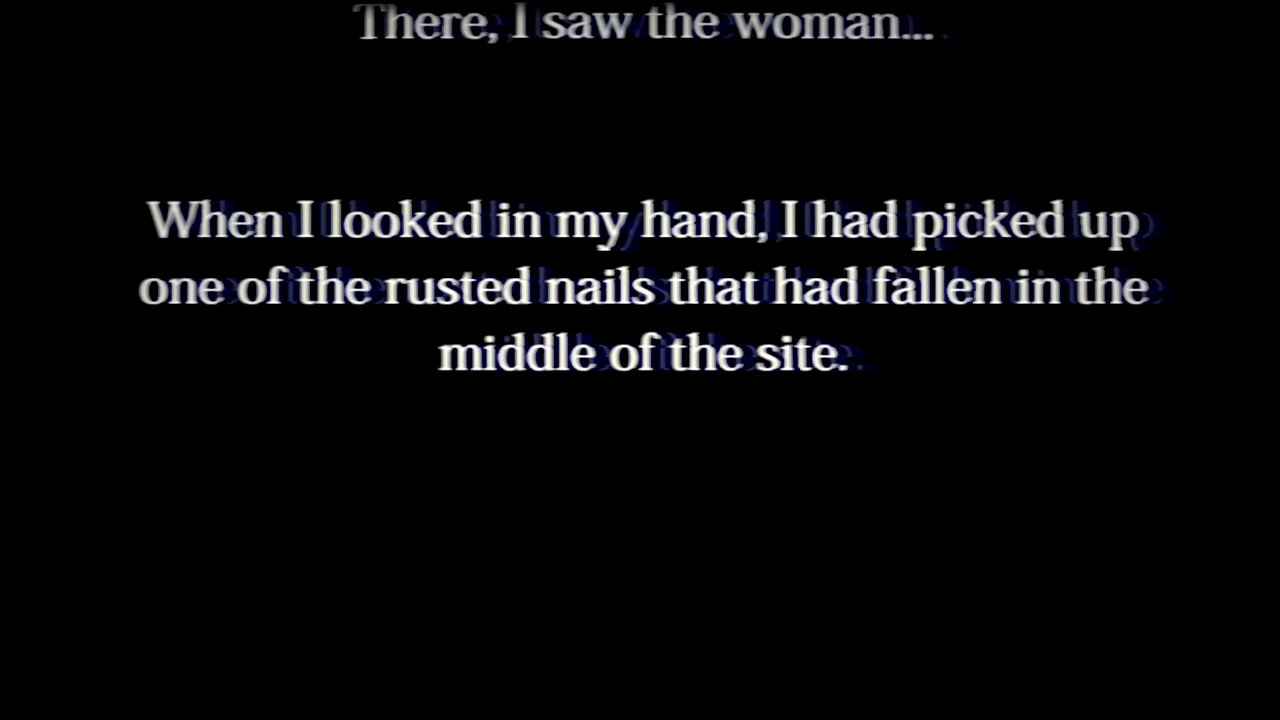 There, I saw the woman...
When I looked in my hand, I had picked up
one of the rusted nails that had fallen in the
middle of the site.